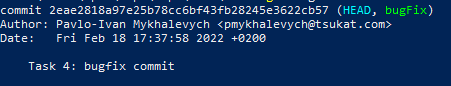 commit 2eae2818a97e25b78cc6bf43fb28245e3622cb57 (HEAD, bugFix)
Author: Pavlo-Ivan Mykhalevych <pmykhalevych@tsukat.com>
Date:   Fri Feb 18 17:37:58 2022 +0200
    Task 4: bugfix commit